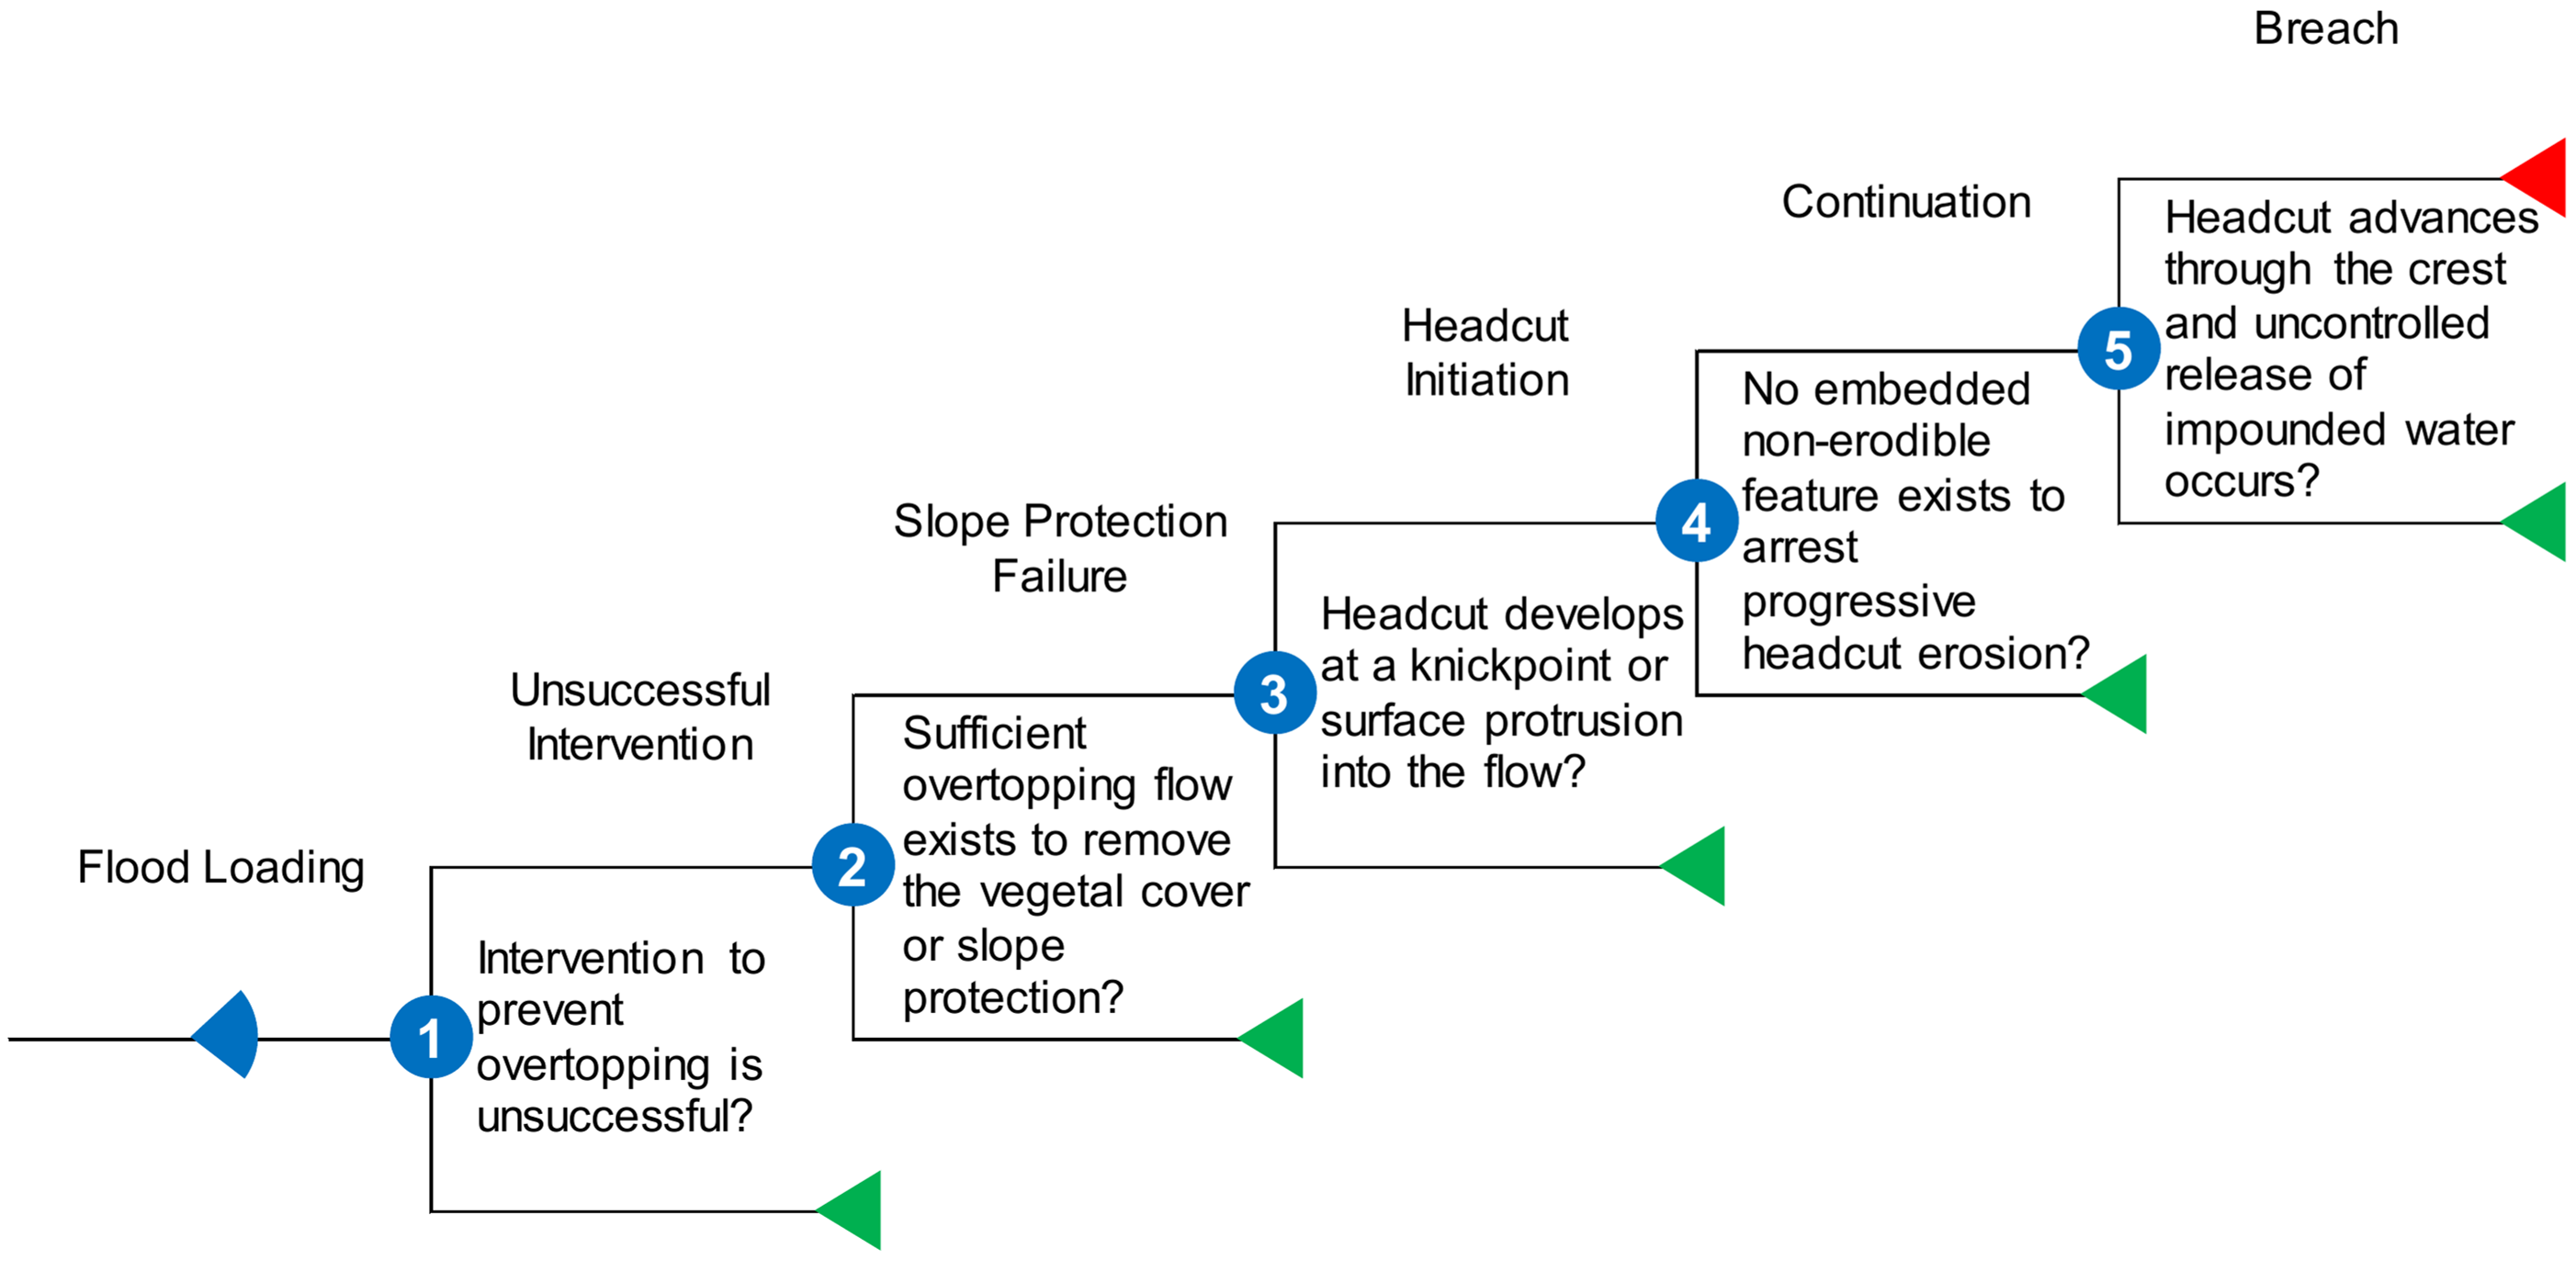 Flood Loading
1
Intervention to
prevent
overtopping is
unsuccessful?
Unsuccessful
Intervention
2
Sufficient
overtopping flow
exists to remove
the vegetal cover
or slope
protection?
Slope Protection
Failure
3
Headcut develops
at a knickpoint or
surface protrusion
into the flow?
Headcut
Initiation
4
No embedded
non-erodible
feature exists to
arrest
progressive
headcut erosion?
Continuation
5
Headcut advances
through the crest
and uncontrolled
release of
impounded water
occurs?
Breach